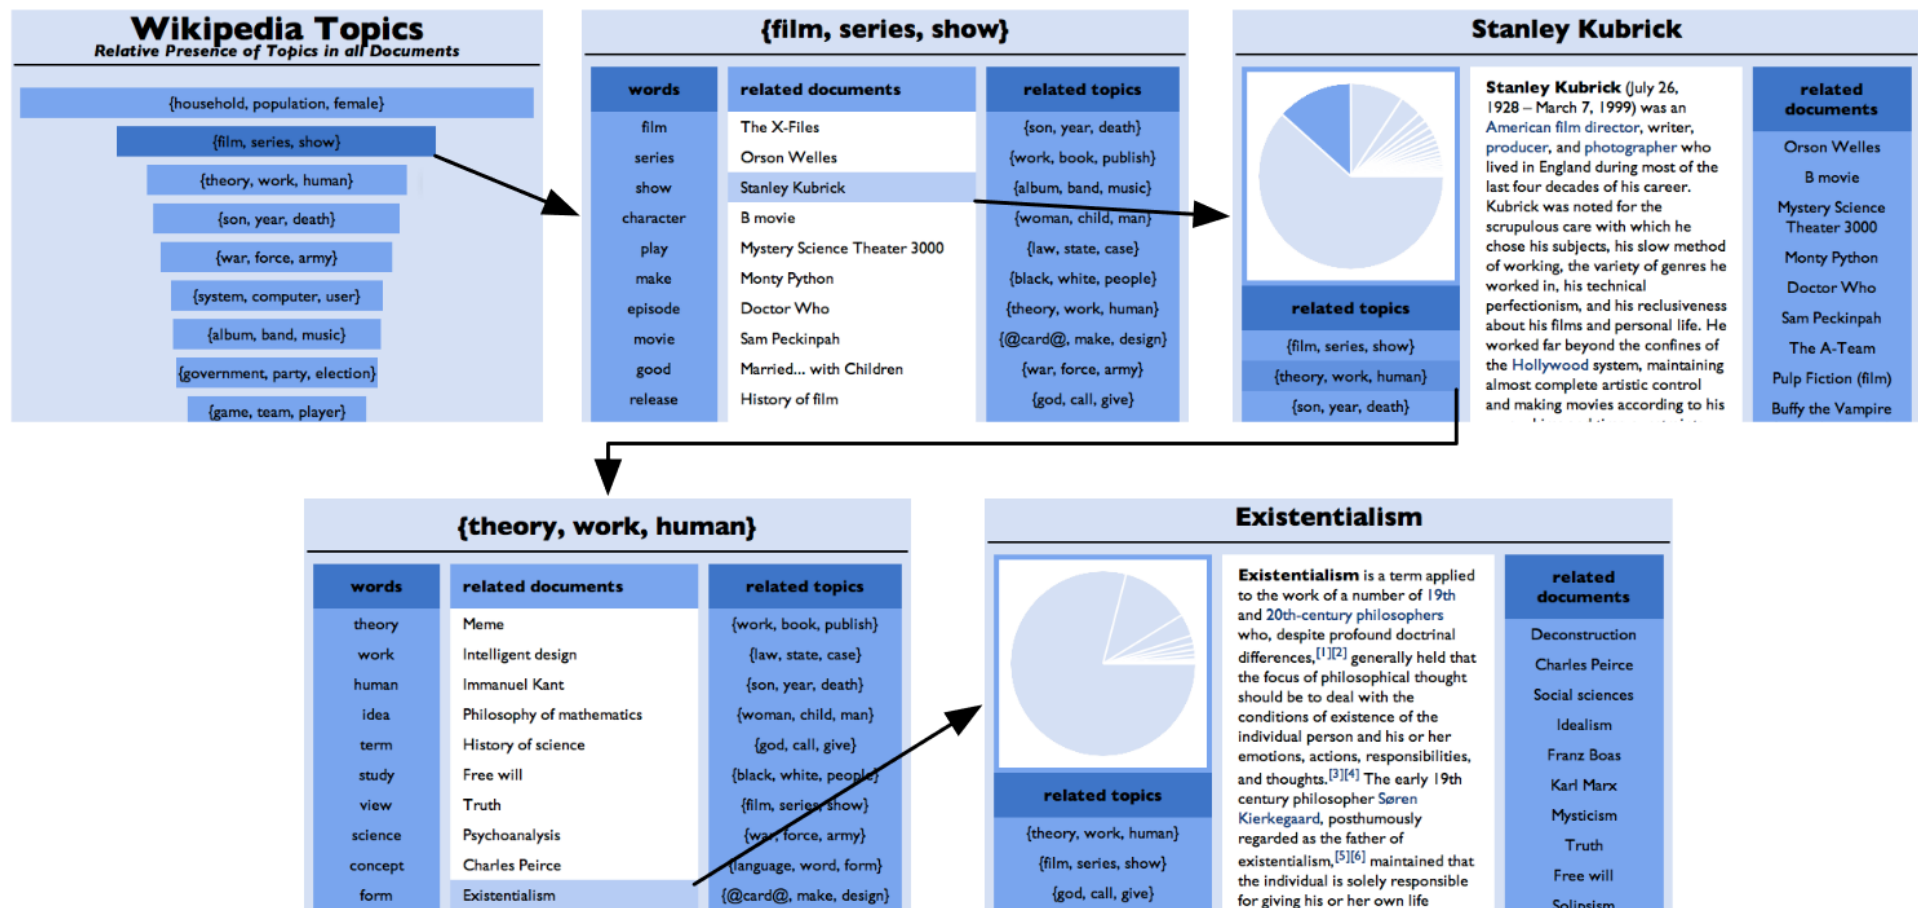 Wikipedia Topics
Relative Presence of Topics in all Documents
{household, population, female}
{film, series, show}
{theory, work, human}
{son, year, death}
{war, force, army}
{system, computer, user}
{album, band, music}
{government, party, election}
{game, team, player}
{film, series, show}
words
film
series
show
character
play
make
episode
movie
good
release
related documents
The X-Files
Orson Welles
Stanley Kubrick
B movie
Mystery Science Theater 3000
Monty Python
Doctor Who
Sam Peckinpah
Married... with Children
History of film
related topics
{son, year, death}
{work, book, publish}
{album, band, music}
{woman, child, man}
{law, state, case}
{black, white, people}
{theory, work, human}
{@card@, make, design}
{war, force, army}
{god, call, give}
Stanley Kubrick
related topics
{film, series, show}
{theory, work, human}
{son, year, death}
Stanley Kubrick (July 26,
1928 – March 7, 1999) was an
American film director, writer,
producer, and photographer who
lived in England during most of the
last four decades of his career.
Kubrick was noted for the
scrupulous care with which he
chose his subjects, his slow method
of working, the variety of genres he
worked in, his technical
perfectionism, and his reclusiveness
about his films and personal life. He
worked far beyond the confines of
the Hollywood system, maintaining
almost complete artistic control
and making movies according to his
related
documents
Orson Welles
B movie
Mystery Science
Theater 3000
Monty Python
Doctor Who
Sam Peckinpah
The A-Team
Pulp Fiction (film)
Buffy the Vampire
{theory, work, human}
words
theory
work
human
idea
term
study
view
science
concept
form
related documents
Meme
Intelligent design
Immanuel Kant
Philosophy of mathematics
History of science
Free will
Truth
Psychoanalysis
Charles Peirce
Existentialism
related topics
{work, book, publish}
{law, state, case}
{son, year, death}
{woman, child, man}
{god, call, give}
{black, white, people}
{film, series, show}
{war, force, army}
{language, word, form}
{@card@, make, design}
Existentialism
related topics
{theory, work, human}
{film, series, show}
{god, call, give}
Existentialism is a term applied
to the work of a number of 19th
and 20th-century philosophers
who, despite profound doctrinal
differences,[1][2] generally held that
the focus of philosophical thought
should be to deal with the
conditions of existence of the
individual person and his or her
emotions, actions, responsibilities,
and thoughts.[3][4] The early 19th
century philosopher Søren
Kierkegaard, posthumously
regarded as the father of
existentialism,[5][6] maintained that
the individual is solely responsible
for giving his or her own life
related
documents
Deconstruction
Charles Peirce
Social sciences
Idealism
Franz Boas
Karl Marx
Mysticism
Truth
Free will
Solipsism